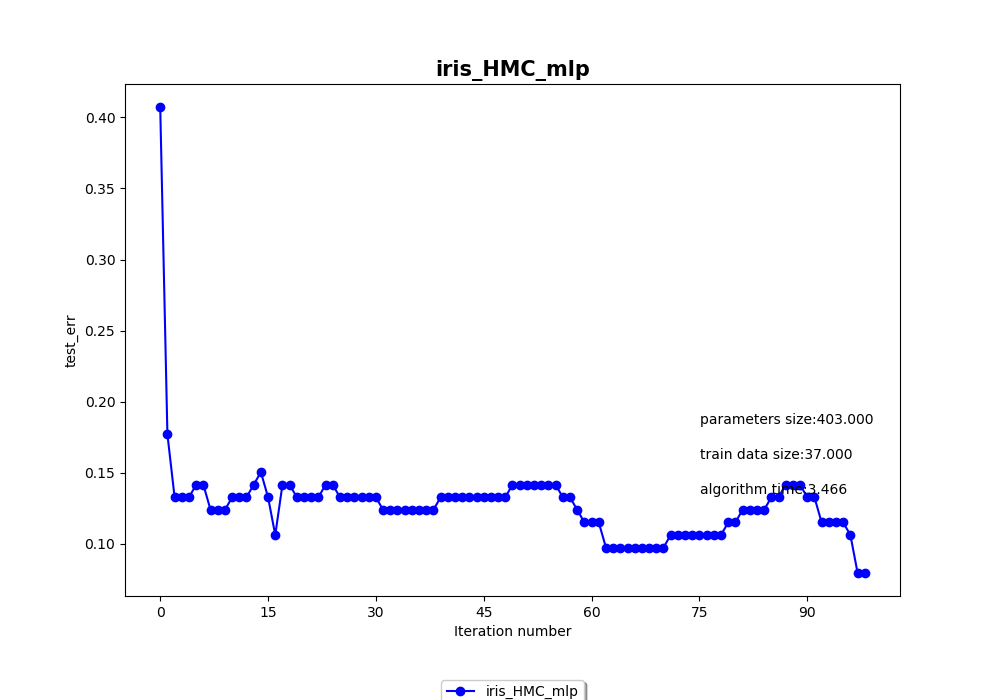 iris_HMC_mlp
0.40
0.35
0.30
0.25
0.20
0.15
0.10
test_err
parameters size:403.000
train data size:37.000
algorithm time:3.466
0 15 30 45 60 75 90
Iteration number
iris_HMC_mlp